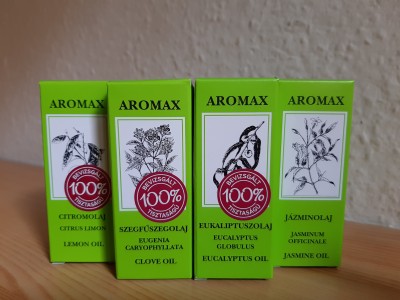 AROMAX
BEVIZSGÁLT
100%
TISZTASÁGÚ
CITROMOLAJ
CITRUS LIMON
LEMON OIL
AROMAX
BEVIZSGÁLT
100%
TISZTASÁGÚ
SZEGFŰSZEGOLAJ
EUGENIA
CARYOPHYLLATA
CLOVE OIL
AROMAX
BEVIZSGÁLT
100%
TISZTASÁGÚ
EUKALIPTUSZOLAJ
EUCALYPTUS
GLOBULUS
EUCALYPTUS OIL
AROMAX
JÁZMINOLAJ
JASMINUM
OFFICINALE
JASMINE OIL